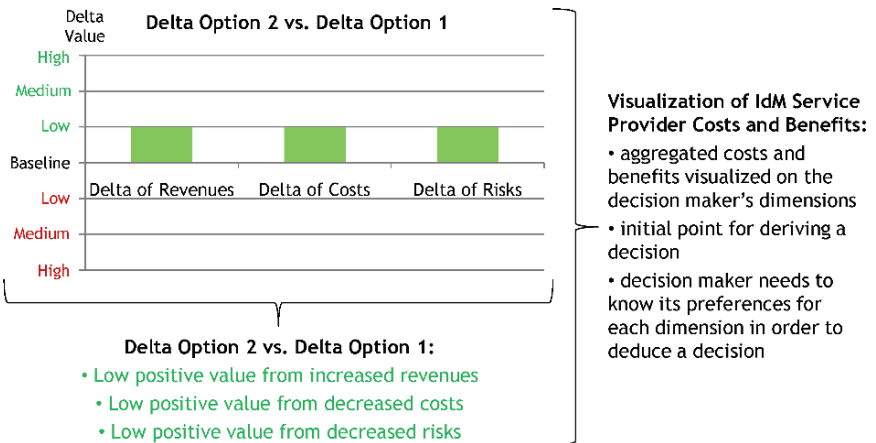 Delta
Value
Delta Option 2 vs. Delta Option 1
High
Medium
Low
Baseline
Delta of Revenues
Delta of Costs
Delta of Risks
Low
Medium
High
Delta Option 2 vs. Delta Option 1:
• Low positive value from increased revenues
• Low positive value from decreased costs
• Low positive value from decreased risks
Visualization of IdM Service
Provider Costs and Benefits:
• aggregated costs and
benefits visualized on the
decision maker's dimensions
• initial point for deriving a
decision
• decision maker needs to
know its preferences for
each dimension in order to
deduce a decision